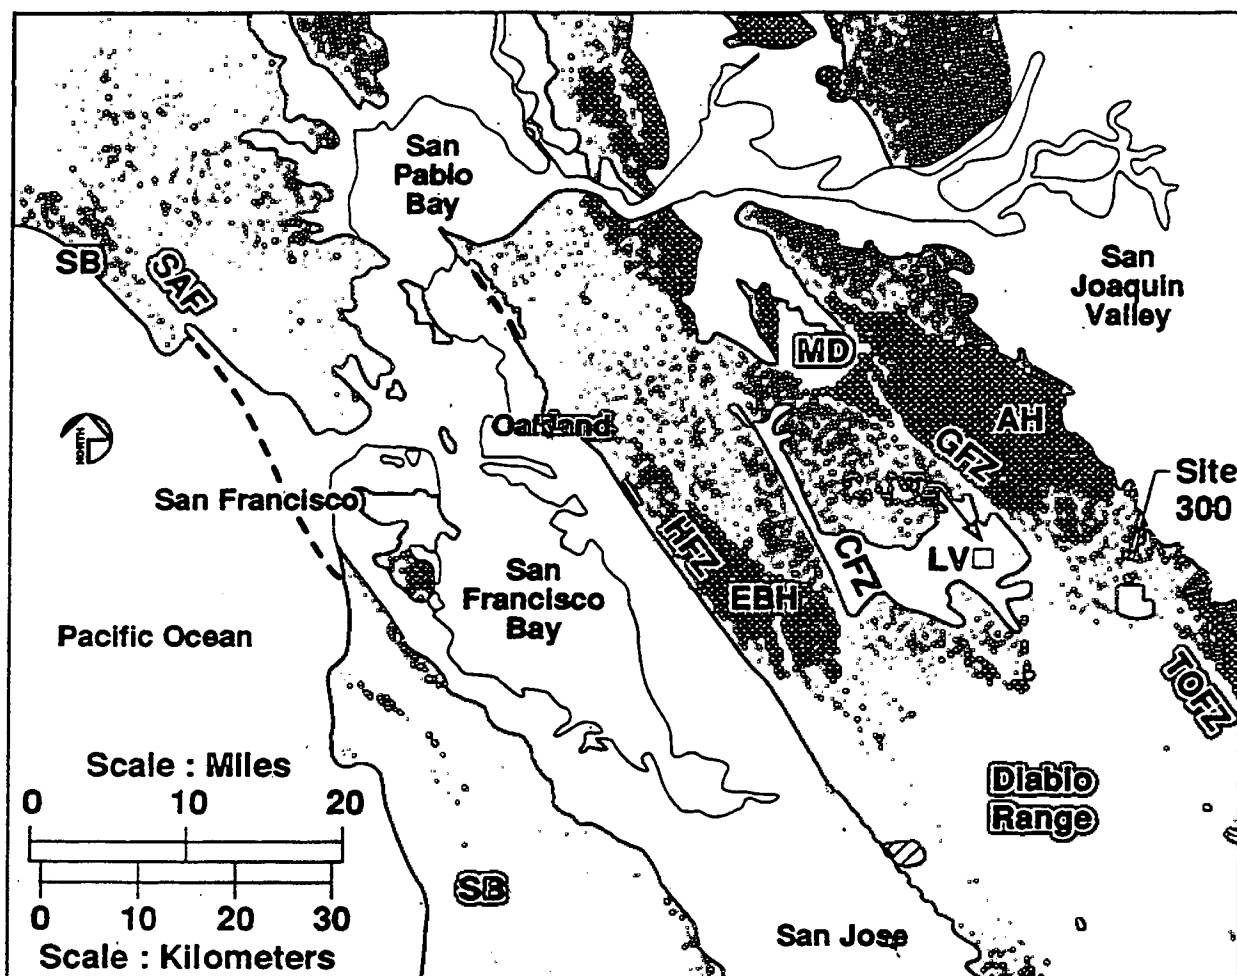 San
Pablo
Bay
SB
SAF
San
Joaquin
Valley
MD
NORTH
Oakland
AH
GFZ
Site
300
San Francisco
HFZ
CFZ
LV
San
Francisco
Bay
EBH
Pacific Ocean
TOFZ
Scale : Miles
0 10 20
Diablo
Range
SB
0 10 20 30
San Jose
Scale : Kilometers